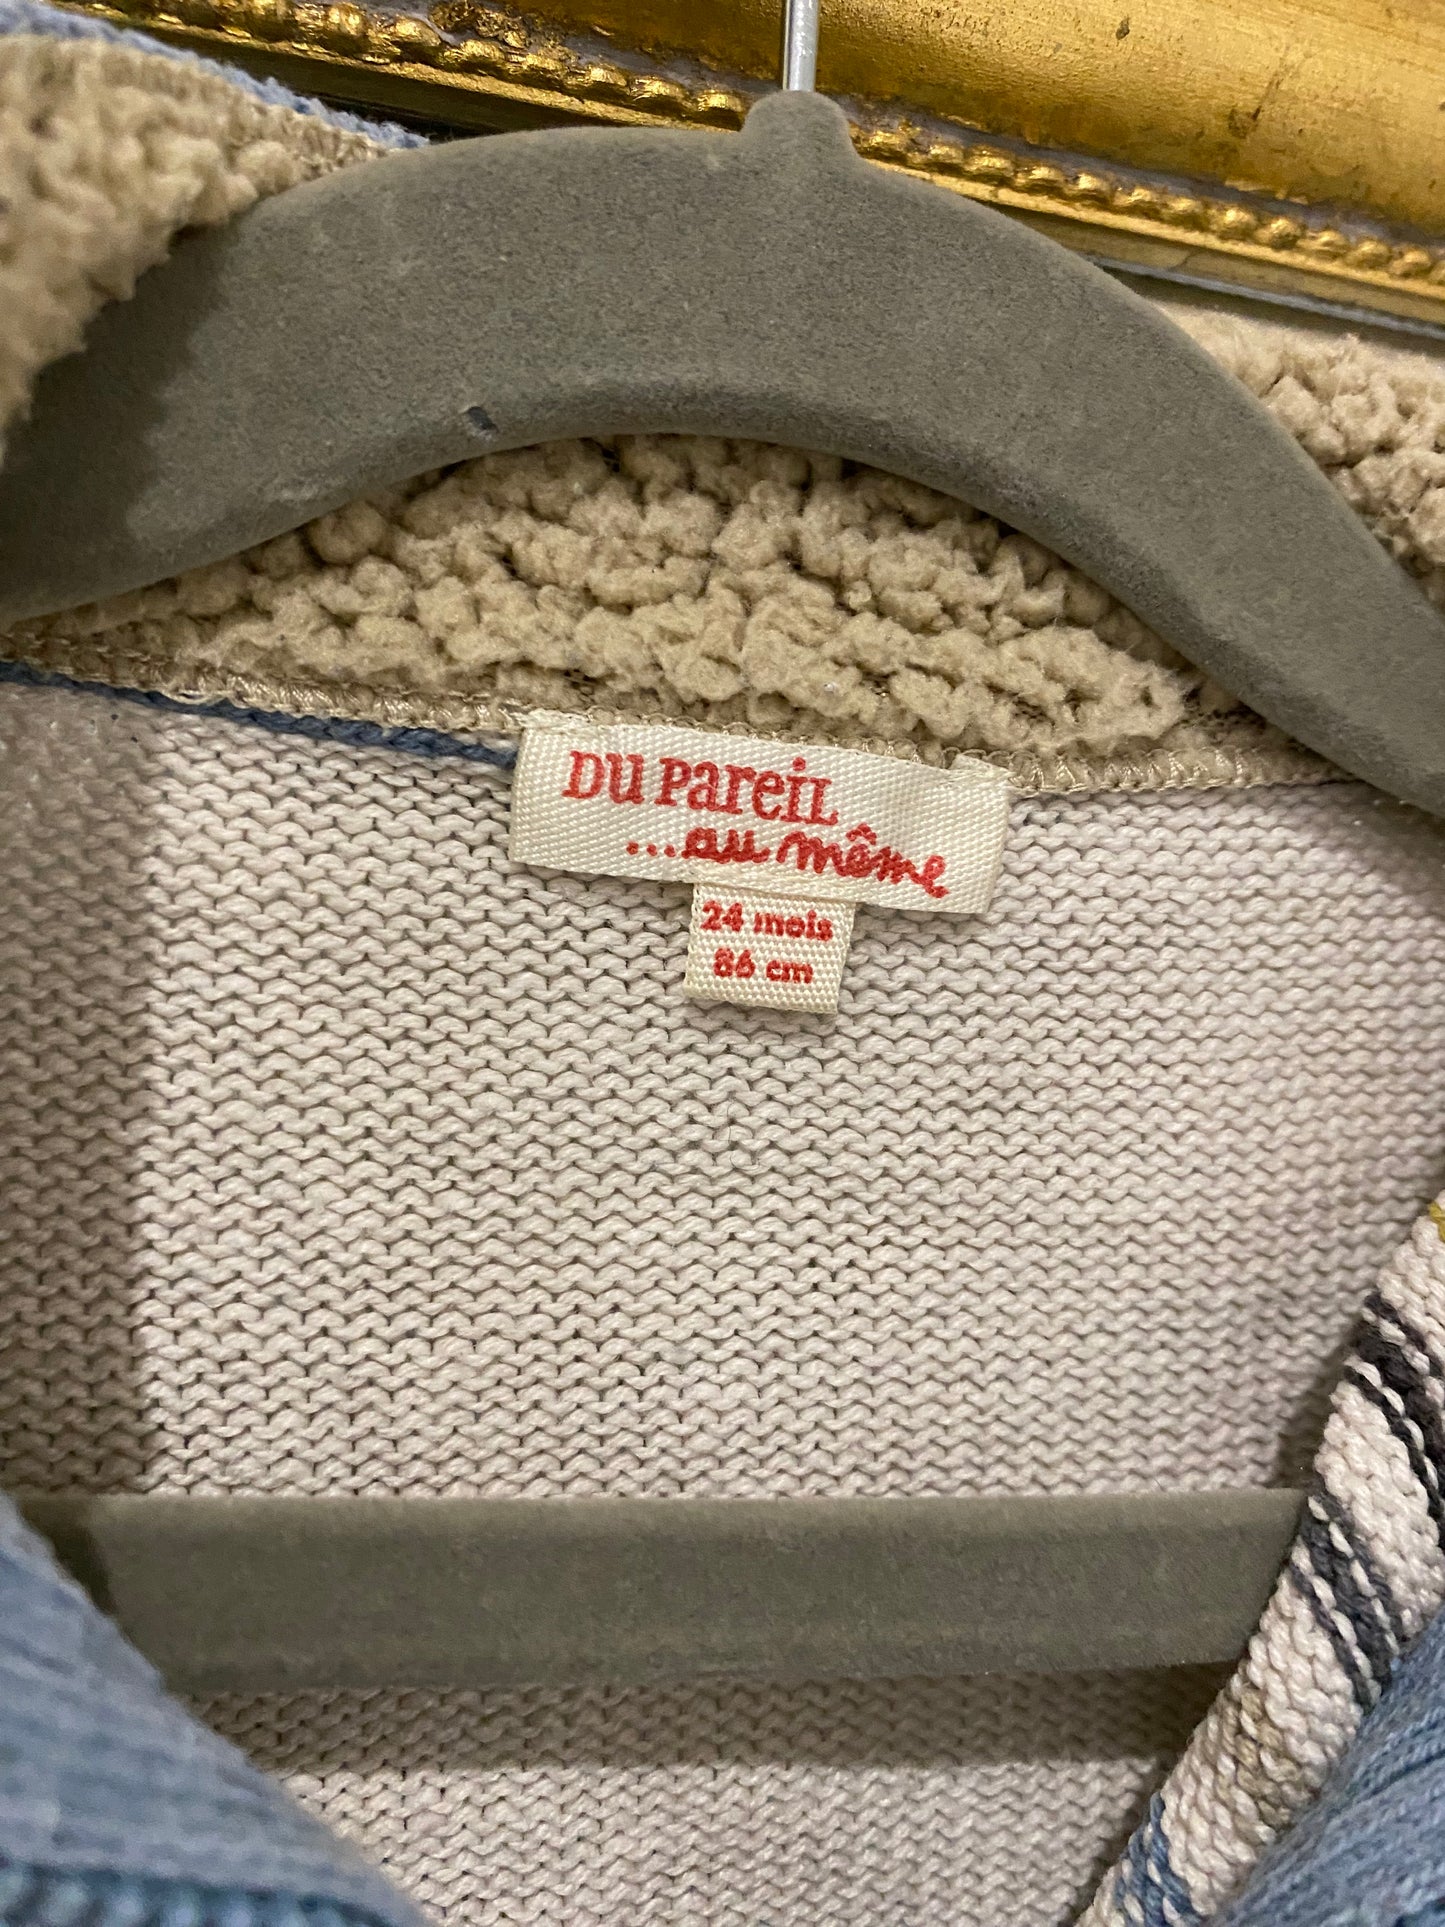 DU PAREIL
...au même
24 mois
86 cm